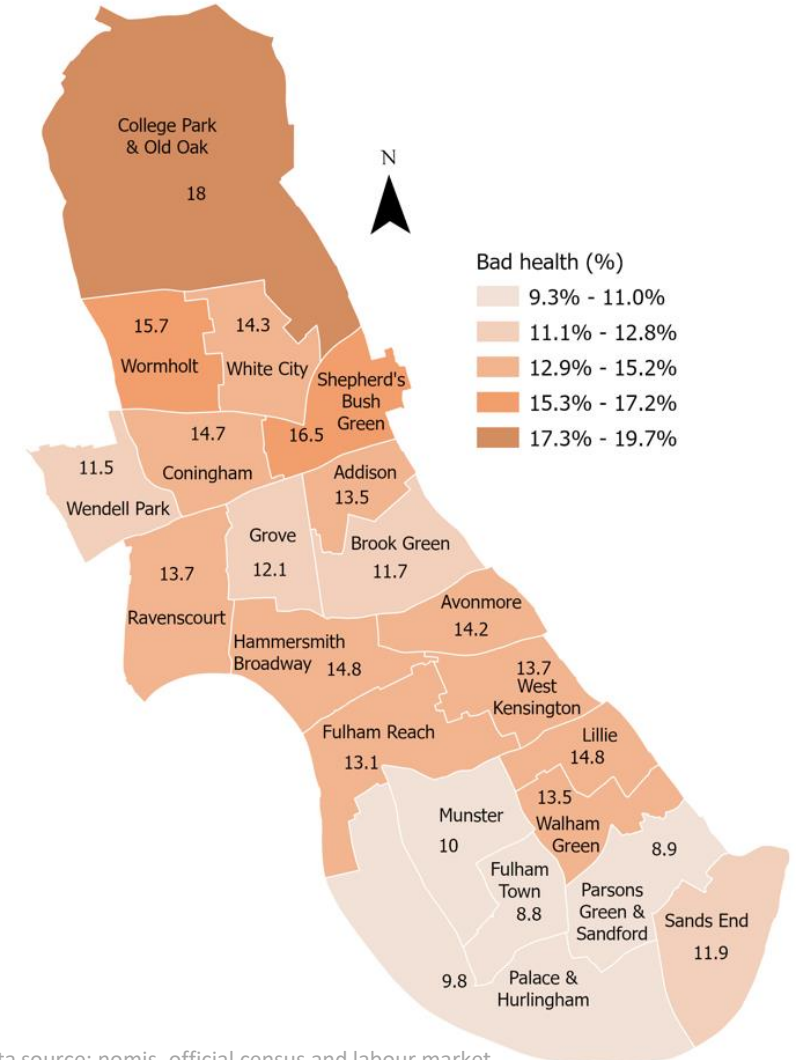 College Park
& Old Oak
18
N
Bad health (%)
9.3% - 11.0%
11.1% - 12.8%
12.9% - 15.2%
15.3% - 17.2%
17.3% - 19.7%
15.7
Wormholt
14.3
White City
Shepherd's
Bush
Green
16.5
14.7
Coningham
11.5
Wendell Park
Addison
13.5
Grove
12.1
Brook Green
11.7
13.7
Ravenscourt
Avonmore
14.2
Hammersmith
Broadway 14.8
13.7
West
Kensington
Fulham Reach
13.1
Lillie
14.8
13.5
Walham
Green
Munster
10
Fulham
Town
8.8
8.9
Parsons
Green &
Sandford
Sands End
11.9
9.8
Palace &
Hurlingham
source: nomis official census and labour market